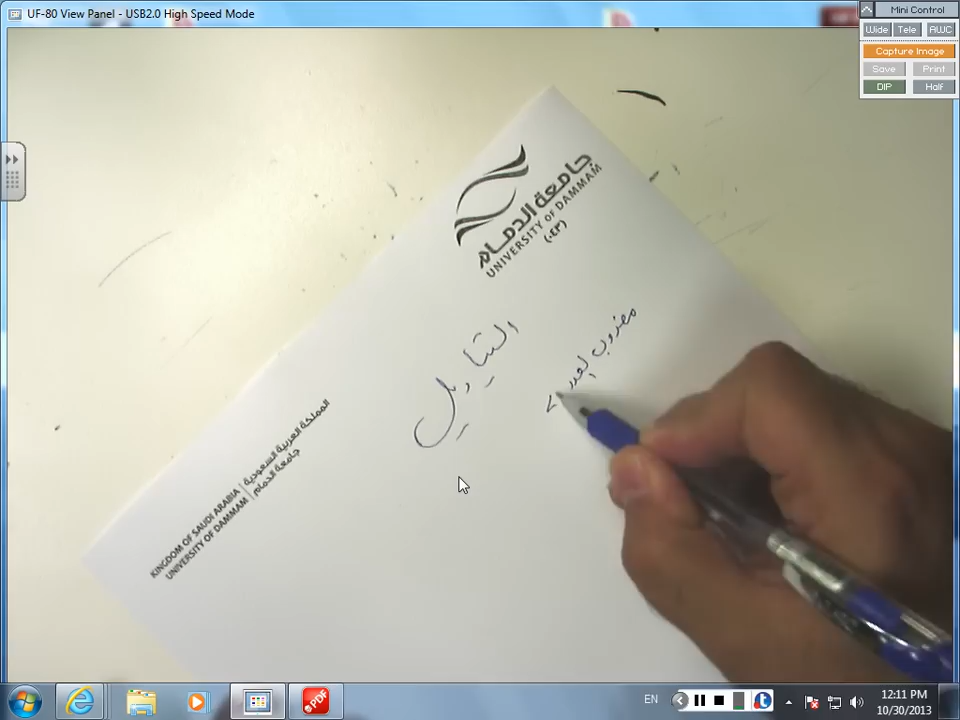 UF-80 View Panel - USB2.0 High Speed Mode
Mini Control
Wide Tele AWC
Capture Image
Save Print
DIP Half
جامعة الدمام
UNIVERSITY OF DAMMAM
(٠٤٣)
التباديل
مضروب العدد
المملكة العربية السعودية
جامعة الدمام
KINGDOM OF SAUDI ARABIA
UNIVERSITY OF DAMMAM
PDF
EN
12:11 PM
10/30/2013